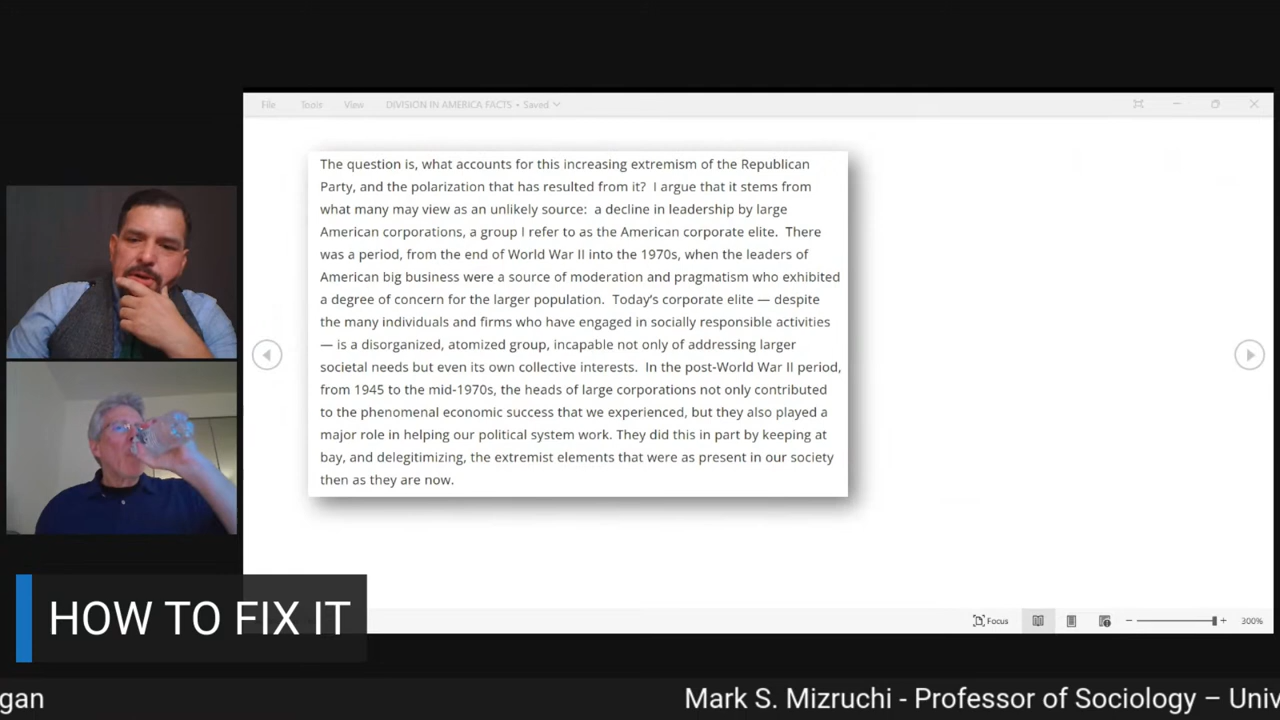 File Tools View DIVISION IN AMERICA FACTS • Saved
The question is, what accounts for this increasing extremism of the Republican
Party, and the polarization that has resulted from it? I argue that it stems from
what many may view as an unlikely source: a decline in leadership by large
American corporations, a group I refer to as the American corporate elite. There
was a period, from the end of World War II into the 1970s, when the leaders of
American big business were a source of moderation and pragmatism who exhibited
a degree of concern for the larger population. Today's corporate elite — despite
the many individuals and firms who have engaged in socially responsible activities
— is a disorganized, atomized group, incapable not only of addressing larger
societal needs but even its own collective interests. In the post-World War II period,
from 1945 to the mid-1970s, the heads of large corporations not only contributed
to the phenomenal economic success that we experienced, but they also played a
major role in helping our political system work. They did this in part by keeping at
bay, and delegitimizing, the extremist elements that were as present in our society
then as they are now.
HOW TO FIX IT
Focus
300%
gan
Mark S. Mizruchi - Professor of Sociology – Univ